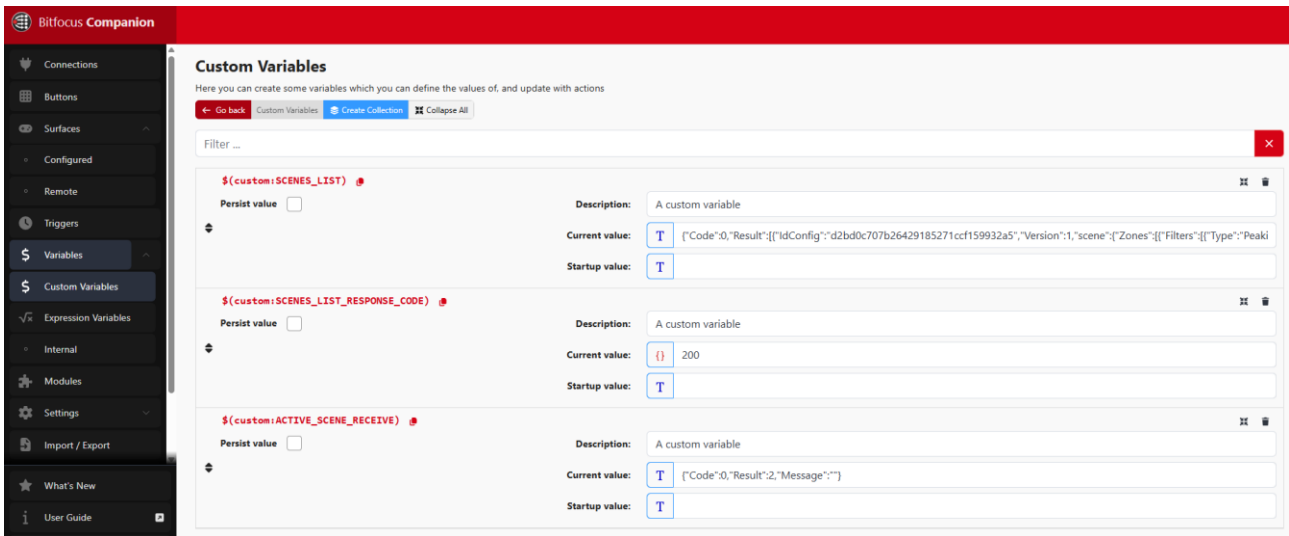 Bitfocus Companion
Connections
Buttons
Surfaces
Configured
Remote
Triggers
$ Variables
$ Custom Variables
√x Expression Variables
Internal
Modules
Settings
Import / Export
What's New
i User Guide
Custom Variables
Here you can create some variables which you can define the values of, and update with actions
← Go back Custom Variables Create Collection Collapse All
Filter ...
$(custom:SCENES_LIST)
Persist value
Description: A custom variable
Current value: T {"Code":0,"Result":[{"IdConfig":"d2bd0c707b26429185271ccf159932a5","Version":1,"scene":{"Zones":[{"Filters":[{"Type":"Peaki
Startup value: T
$(custom:SCENES_LIST_RESPONSE_CODE)
Persist value
Description: A custom variable
Current value: {} 200
Startup value: T
$(custom:ACTIVE_SCENE_RECEIVE)
Persist value
Description: A custom variable
Current value: T {"Code":0,"Result":2,"Message":""}
Startup value: T